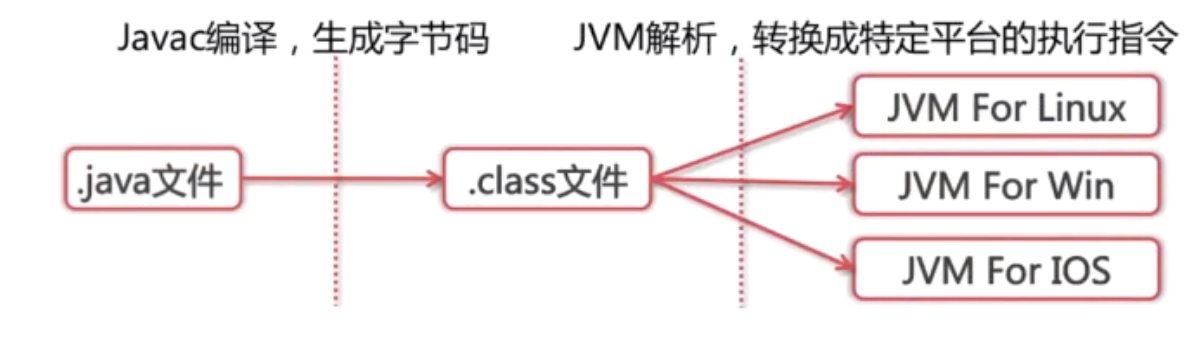 Javac编译，生成字节码
JVM解析，转换成特定平台的执行指令
.java文件
.class文件
JVM For Linux
JVM For Win
JVM For IOS